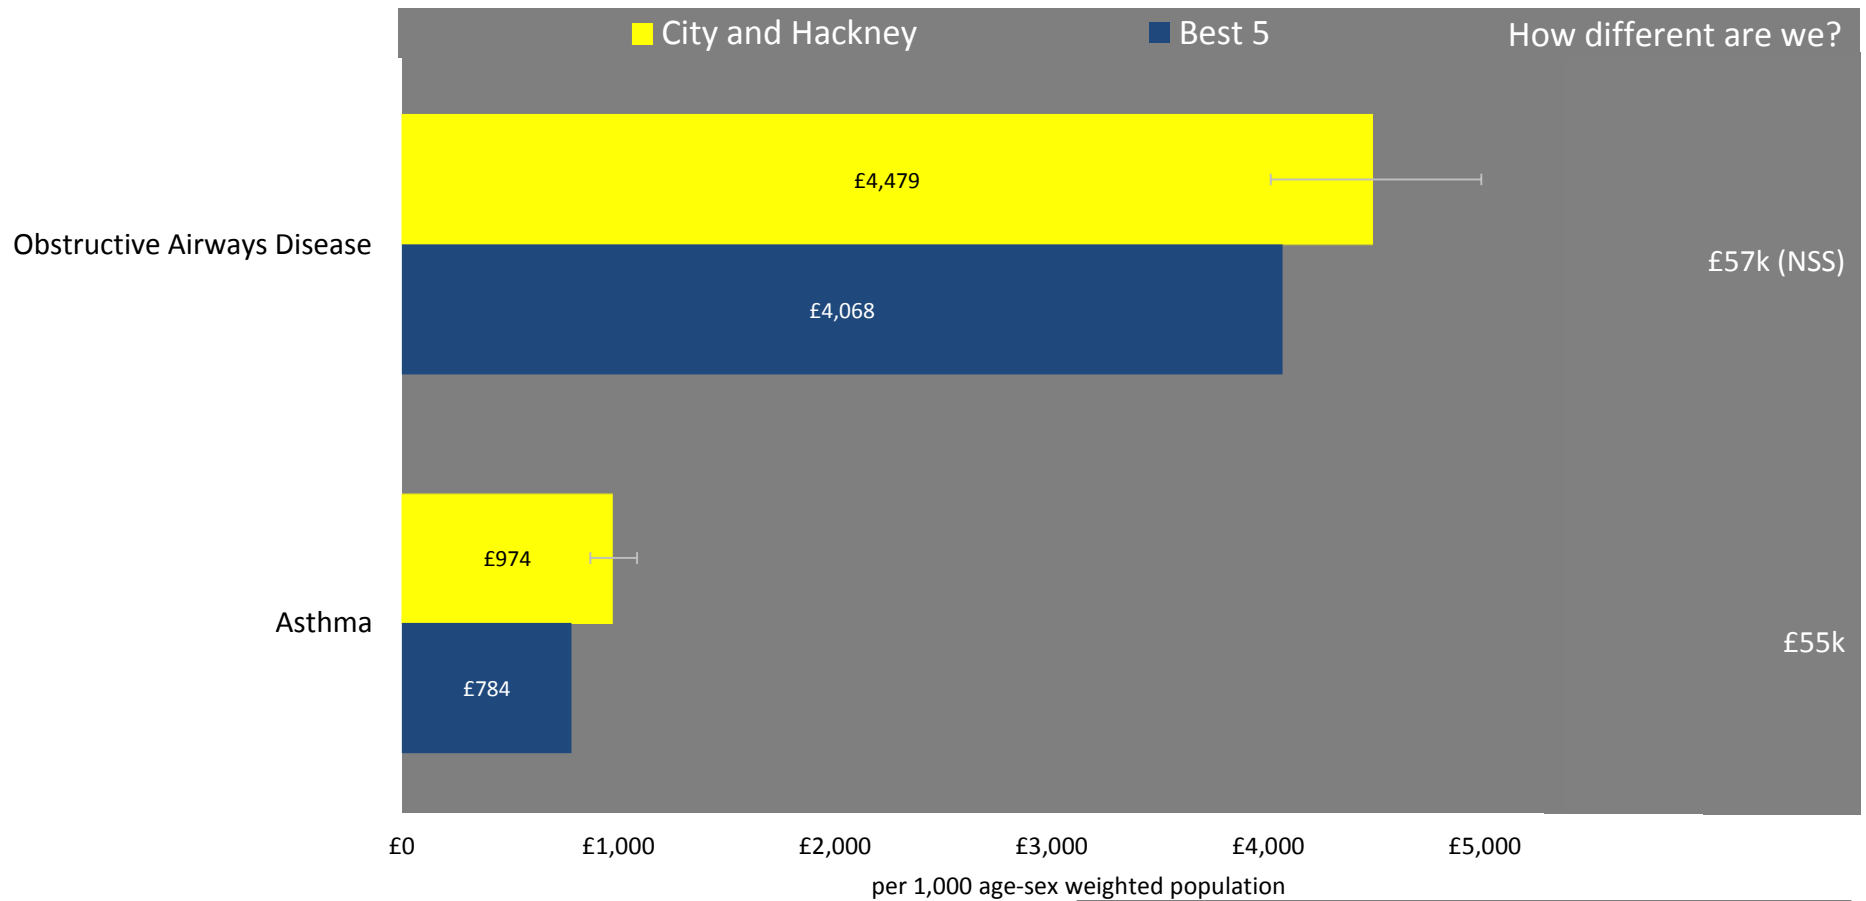 City and Hackney Best 5 How different are we?
£4,479
Obstructive Airways Disease
£57k (NSS)
£4,068
£974
Asthma
£55k
£784
£0 £1,000 £2,000 £3,000 £4,000 £5,000
per 1,000 age-sex weighted population